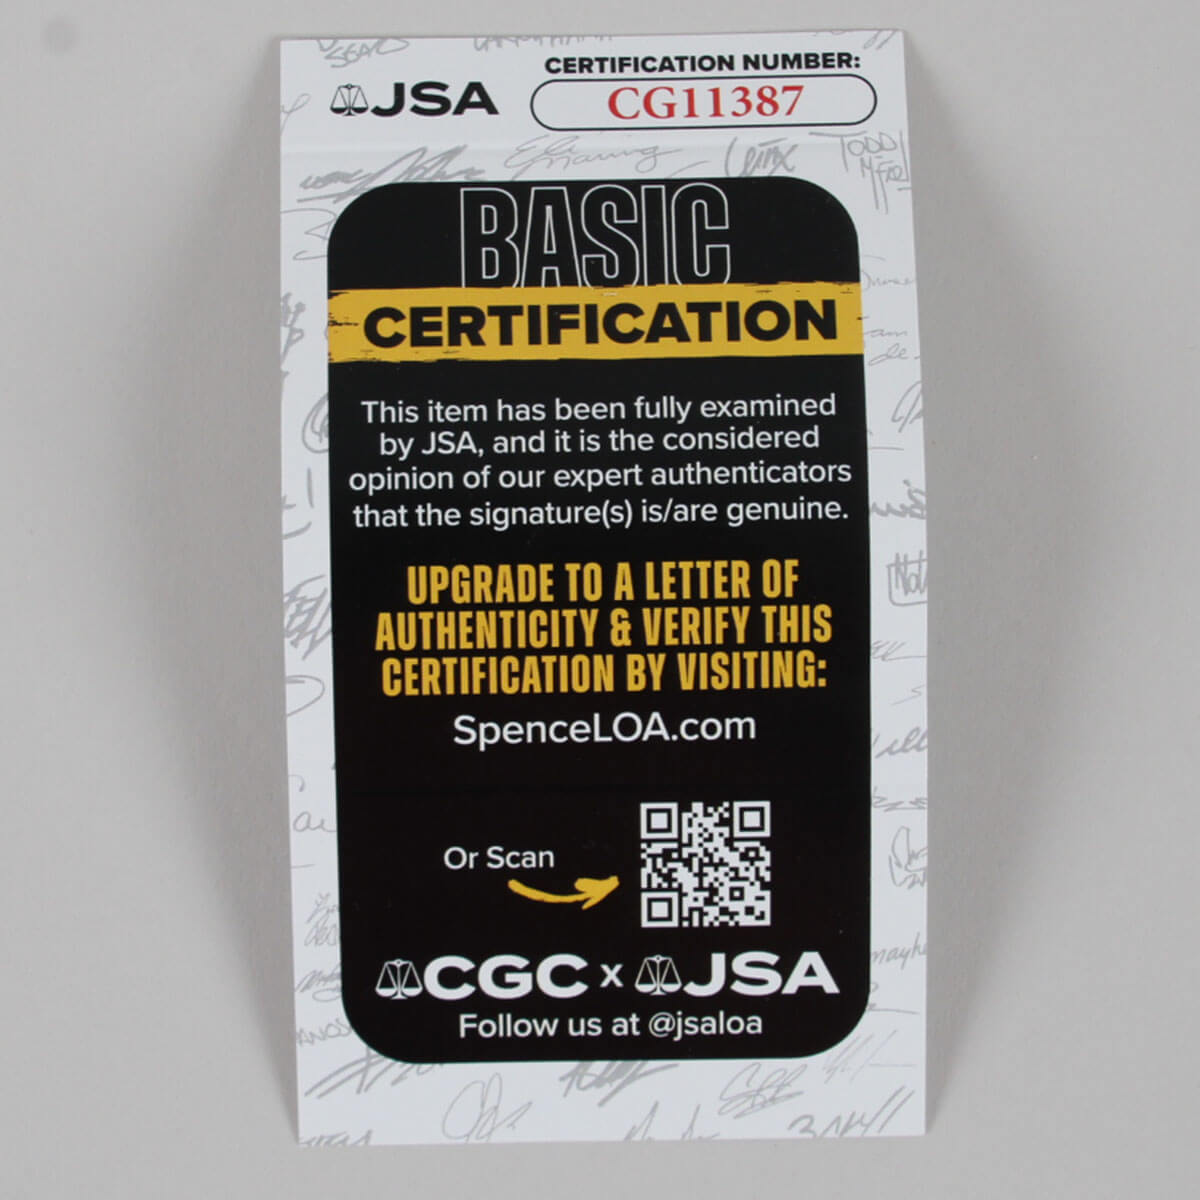 CERTIFICATION NUMBER:
JSA
CG11387
BASIC
CERTIFICATION
This item has been fully examined
by JSA, and it is the considered
opinion of our expert authenticators
that the signature(s) is/are genuine.
UPGRADE TO A LETTER OF
AUTHENTICITY & VERIFY THIS
CERTIFICATION BY VISITING:
SpenceLOA.com
Or Scan
CGC x JSA
Follow us at @jsaloa